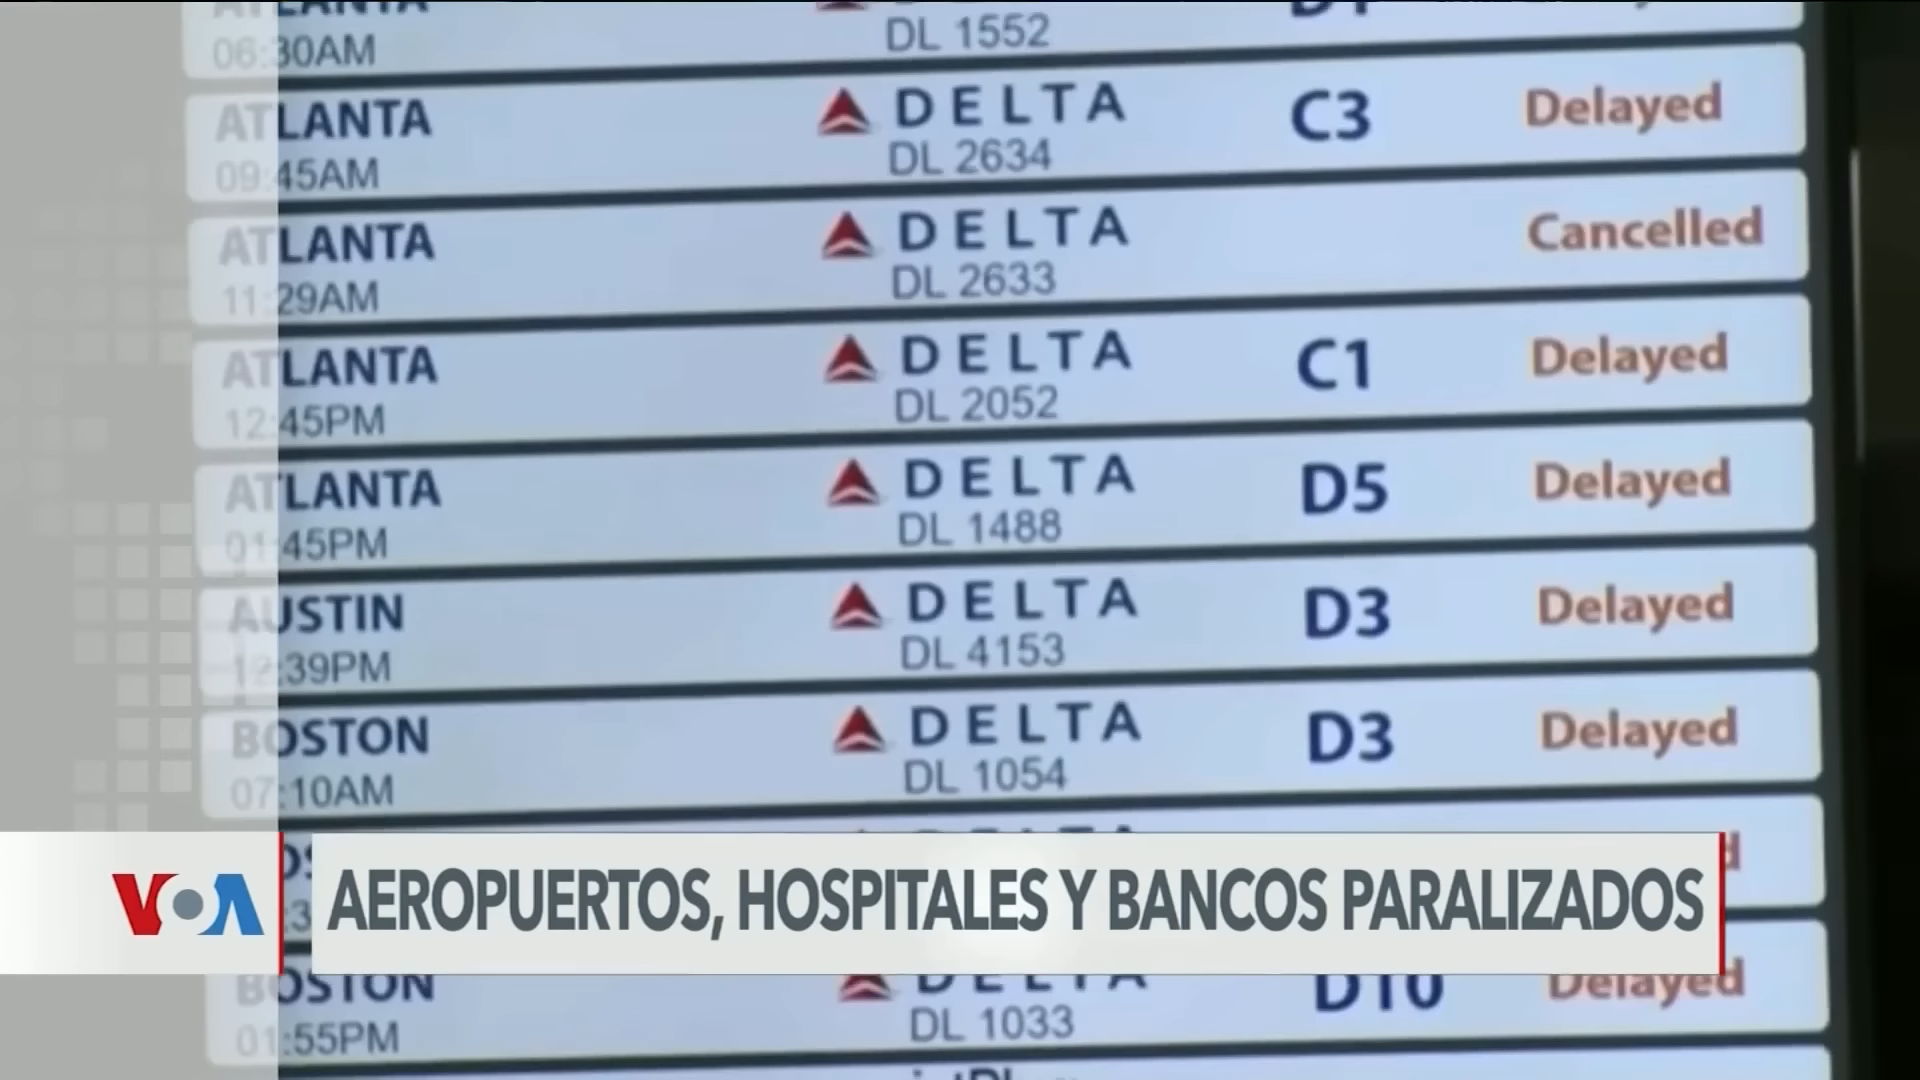 ATLANTA DL 1552
06:30AM
ATLANTA DELTA C3 Delayed
09:45AM DL 2634
ATLANTA DELTA Cancelled
11:29AM DL 2633
ATLANTA DELTA C1 Delayed
12:45PM DL 2052
ATLANTA DELTA D5 Delayed
01:45PM DL 1488
AUSTIN DELTA D3 Delayed
12:39PM DL 4153
BOSTON DELTA D3 Delayed
07:10AM DL 1054
VOA AEROPUERTOS, HOSPITALES Y BANCOS PARALIZADOS
BOSTON DELTA D10 Delayed
01:55PM DL 1033